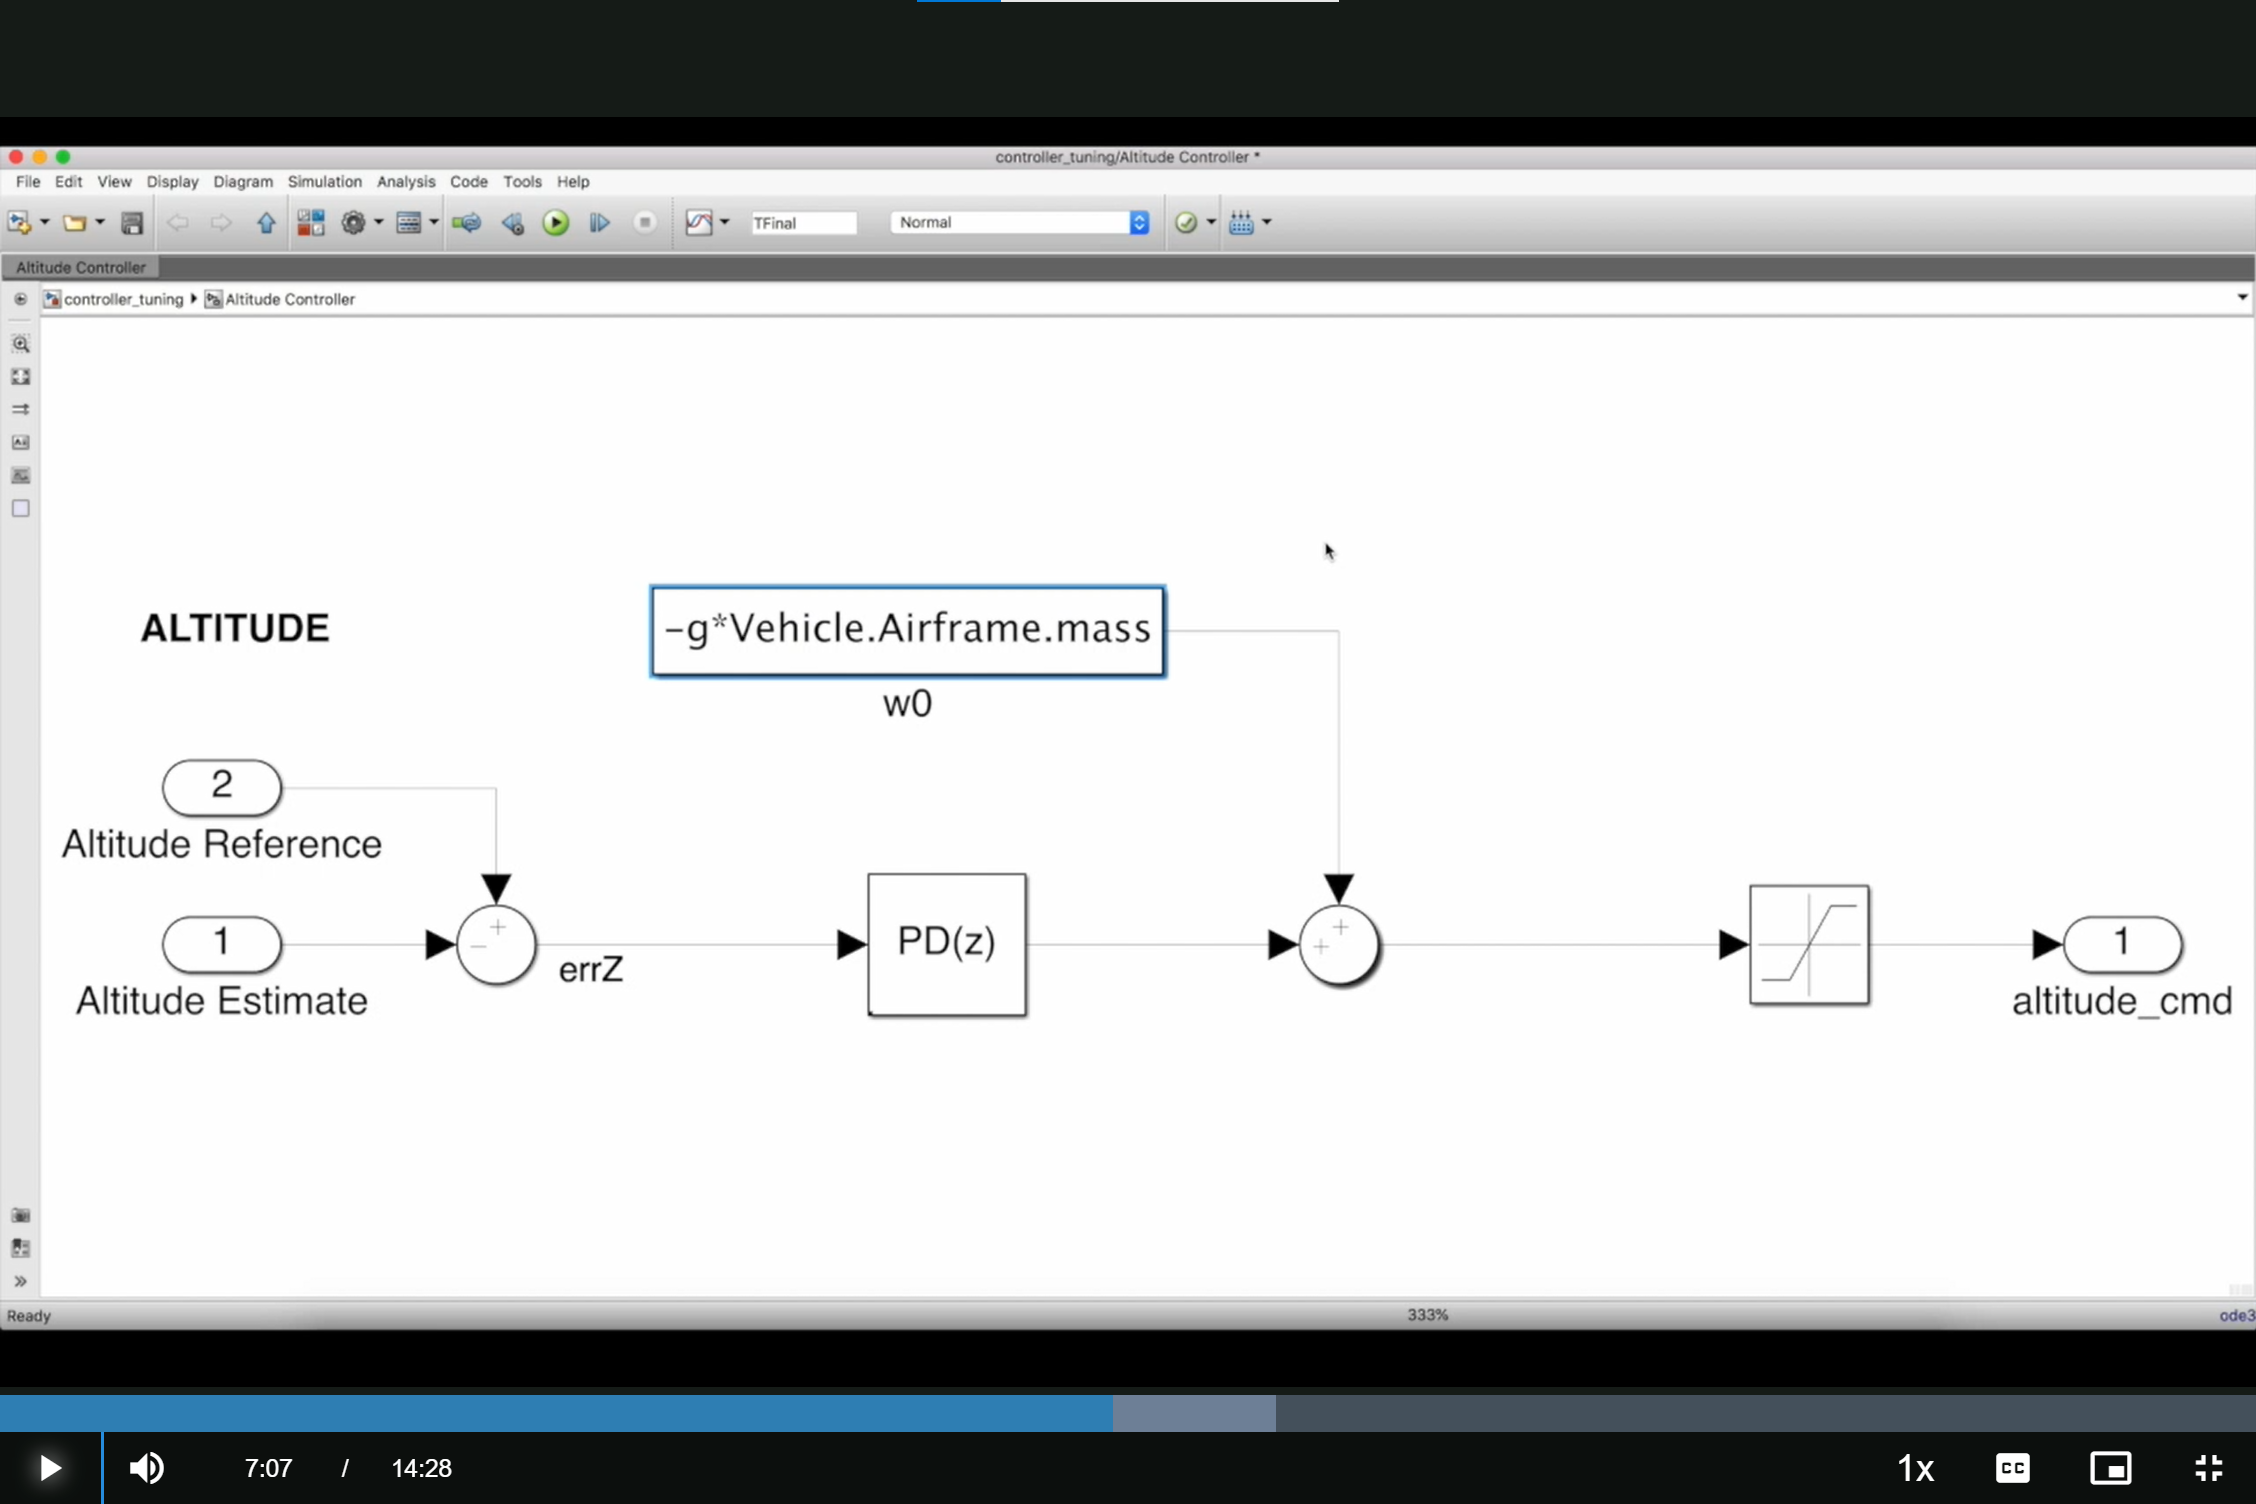 controller_tuning/Altitude Controller *
File Edit View Display Diagram Simulation Analysis Code Tools Help
TFinal Normal
Altitude Controller
controller_tuning Altitude Controller
ALTITUDE
−g*Vehicle.Airframe.mass
w0
2
Altitude Reference
1
Altitude Estimate
+
−
errZ
PD(z)
+
+
1
altitude_cmd
Ready 333% ode3
7:07 / 14:28 1x CC